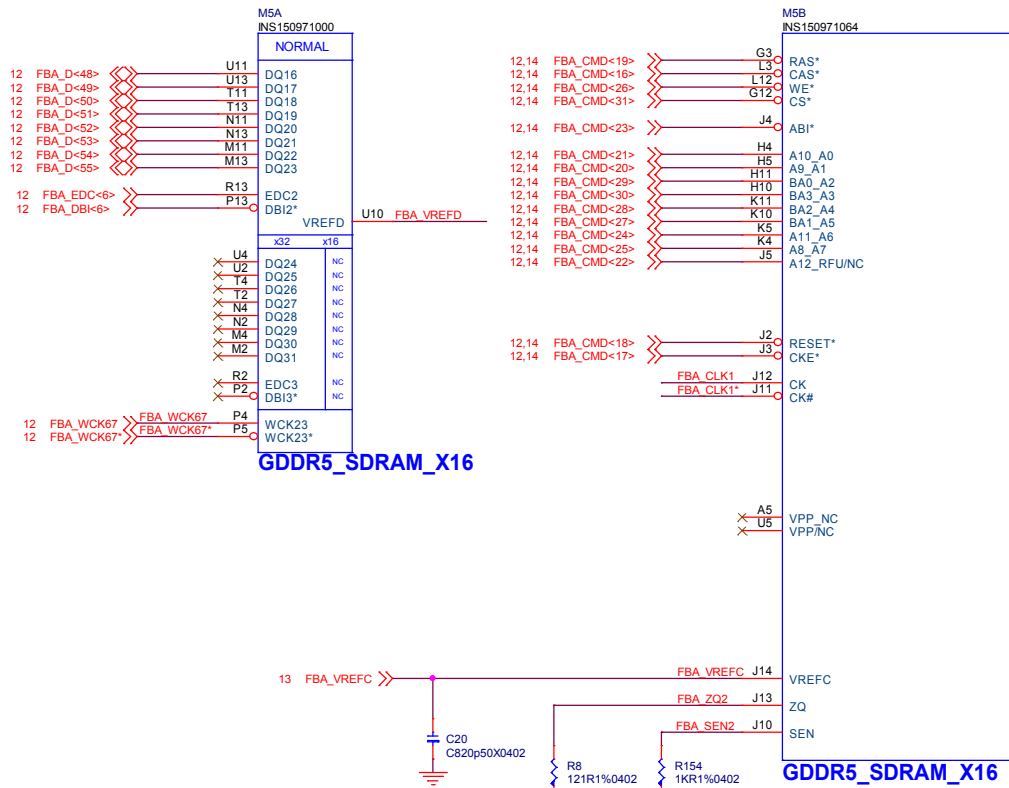 M5A
INS150971000
NORMAL
12 FBA_D<48> U11 DQ16
12 FBA_D<49> U13 DQ17
12 FBA_D<50> T11 DQ18
12 FBA_D<51> T13 DQ19
12 FBA_D<52> N11 DQ20
12 FBA_D<53> N13 DQ21
12 FBA_D<54> M11 DQ22
12 FBA_D<55> M13 DQ23
12 FBA_EDC<6> R13 EDC2
12 FBA_DBI<6> P13 DBI2*
VREFD U10 FBA_VREFD
x32 x16
U4 DQ24 NC
U2 DQ25 NC
T4 DQ26 NC
T2 DQ27 NC
N4 DQ28 NC
N2 DQ29 NC
M4 DQ30 NC
M2 DQ31 NC
R2 EDC3 NC
P2 DBI3* NC
12 FBA_WCK67 FBA_WCK67 P4 WCK23
12 FBA_WCK67* FBA_WCK67* P5 WCK23*
GDDR5_SDRAM_X16
M5B
INS150971064
12,14 FBA_CMD<19> G3 RAS*
12,14 FBA_CMD<16> L3 CAS*
12,14 FBA_CMD<26> L12 WE*
12,14 FBA_CMD<31> G12 CS*
12,14 FBA_CMD<23> J4 ABI*
12,14 FBA_CMD<21> H4 A10_A0
12,14 FBA_CMD<20> H5 A9_A1
12,14 FBA_CMD<29> H11 BA0_A2
12,14 FBA_CMD<30> H10 BA3_A3
12,14 FBA_CMD<28> K11 BA2_A4
12,14 FBA_CMD<27> K10 BA1_A5
12,14 FBA_CMD<24> K5 A11_A6
12,14 FBA_CMD<25> K4 A8_A7
12,14 FBA_CMD<22> J5 A12_RFU/NC
12,14 FBA_CMD<18> J2 RESET*
12,14 FBA_CMD<17> J3 CKE*
FBA_CLK1 J12 CK
FBA_CLK1* J11 CK#
A5 VPP_NC
U5 VPP/NC
13 FBA_VREFC FBA_VREFC J14 VREFC
FBA_ZQ2 J13 ZQ
FBA_SEN2 J10 SEN
C20
C820p50X0402
R8
121R1%0402
R154
1KR1%0402
GDDR5_SDRAM_X16